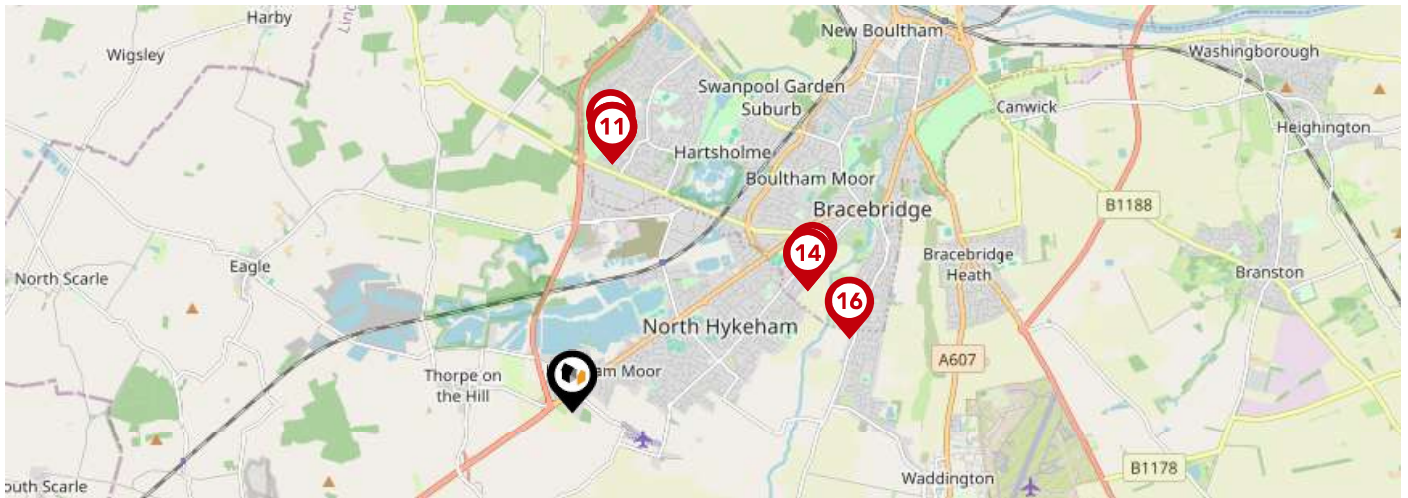 Harby
Wigsley
New Boultham
Washingborough
Swanpool Garden
Suburb
Canwick
11
Heighington
Hartsholme
Boultham Moor
B1188
Bracebridge
14
Bracebridge
Heath
North Scarle
Eagle
Branston
16
North Hykeham
A607
am Moor
Thorpe on
the Hill
B1178
Waddington
outh Scarle